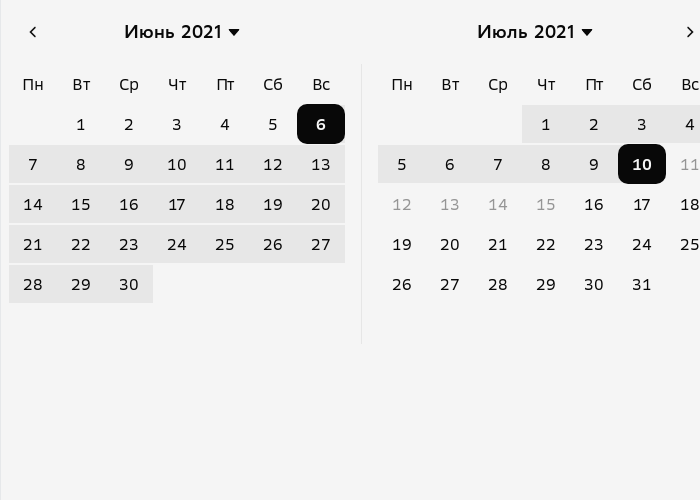 Июнь 2021
Пн Вт Ср Чт Пт Сб Вс
1 2 3 4 5 6
7 8 9 10 11 12 13
14 15 16 17 18 19 20
21 22 23 24 25 26 27
28 29 30
Июль 2021
Пн Вт Ср Чт Пт Сб Вс
1 2 3 4
5 6 7 8 9 10 11
12 13 14 15 16 17 18
19 20 21 22 23 24 25
26 27 28 29 30 31